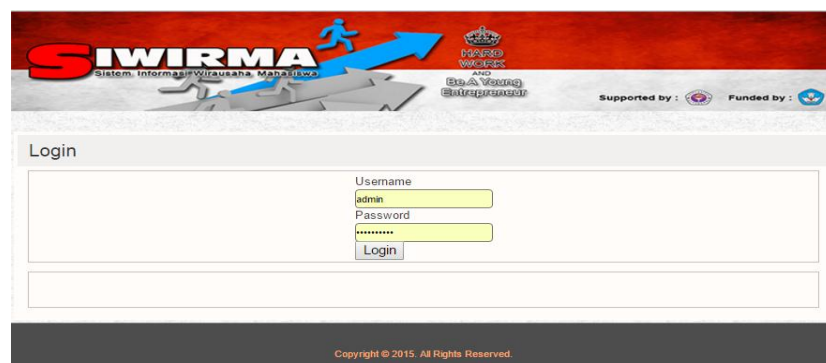 SIWIRMA
Sistem Informasi Wirausaha Mahasiswa
HARD
WORK
AND
Be A Young
Entrepreneur
Supported by :
Funded by :
Login
Username
admin
Password
••••••••••
Login
Copyright © 2015. All Rights Reserved.